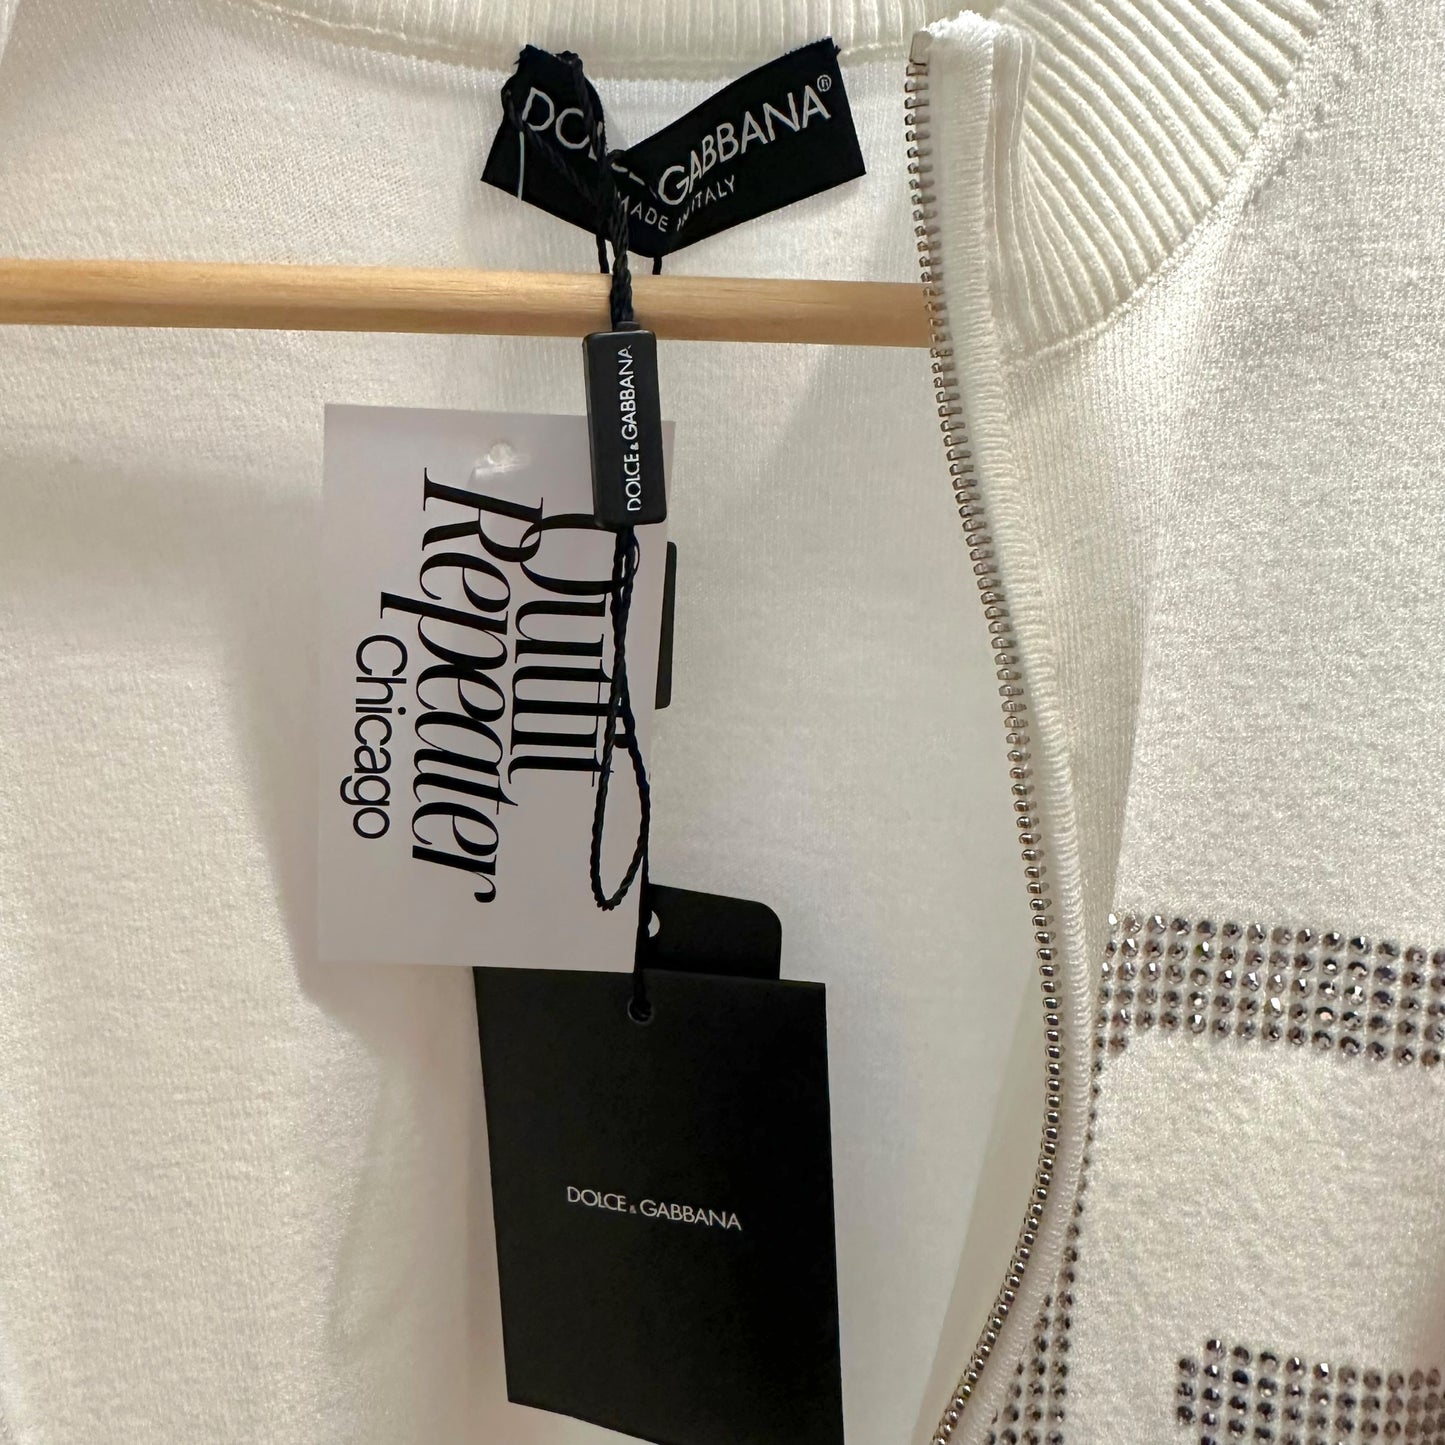 DOLCE & GABBANA®
MADE IN ITALY
DOLCE & GABBANA
Outfit
Repeater
Chicago
DOLCE & GABBANA